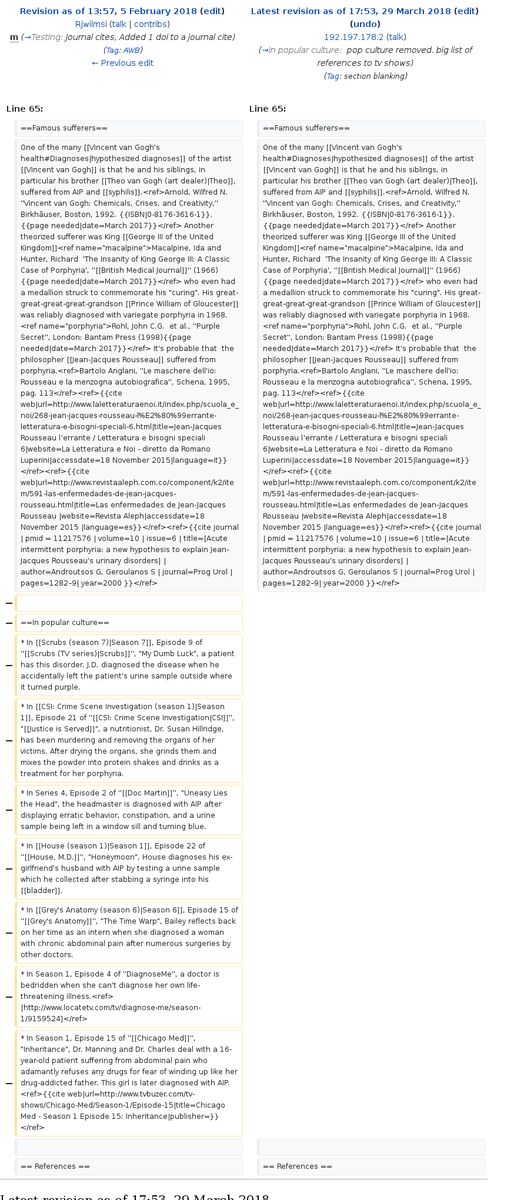 Revision as of 13:57, 5 February 2018 (edit)
Rjwilmsi (talk | contribs)
m (→Testing: Journal cites, Added 1 doi to a journal cite)
(Tag: AWB)
← Previous edit
Latest revision as of 17:53, 29 March 2018 (edit)
(undo)
192.197.178.2 (talk)
(→In popular culture: pop culture removed. big list of
references to tv shows)
(Tag: section blanking)
Line 65:
Line 65:
==Famous sufferers==
==Famous sufferers==
One of the many [[Vincent van Gogh's
health#Diagnoses|hypothesized diagnoses]] of the artist
[[Vincent van Gogh]] is that he and his siblings, in
particular his brother [[Theo van Gogh (art dealer)|Theo]],
suffered from AIP and [[syphilis]].<ref>Arnold, Wilfred N.
''Vincent van Gogh: Chemicals, Crises, and Creativity,''
Birkhãuser, Boston, 1992. {{ISBN|0-8176-3616-1}}.
{{page needed|date=March 2017}}</ref> Another
theorized sufferer was King [[George III of the United
Kingdom]]<ref name="macalpine">Macalpine, Ida and
Hunter, Richard 'The Insanity of King George III: A Classic
Case of Porphyria', ''[[British Medical Journal]]'' (1966)
{{page needed|date=March 2017}}</ref> who even had
a medallion struck to commemorate his "curing". His great-
great-great-great-grandson [[Prince William of Gloucester]]
was reliably diagnosed with variegate porphyria in 1968.
<ref name="porphyria">Rohl, John C.G. et al., ''Purple
Secret'', London: Bantam Press (1998){{page
needed|date=March 2017}}</ref> It's probable that the
philosopher [[Jean-Jacques Rousseau]] suffered from
porphyria.<ref>Bartolo Anglani, ''Le maschere dell'io:
Rousseau e la menzogna autobiografica'', Schena, 1995,
pag. 113</ref><ref>{{cite
web|url=http://www.laletteraturaenoi.it/index.php/scuola_e_
noi/268-jean-jacques-rousseau-l%E2%80%99errante-
letteratura-e-bisogni-speciali-6.html|title=Jean-Jacques
Rousseau l'errante / Letteratura e bisogni speciali
6|website=La Letteratura e Noi - diretto da Romano
Luperini|accessdate=18 November 2015|language=it}}
</ref><ref>{{cite
web|url=http://www.revistaaleph.com.co/component/k2/ite
m/591-las-enfermedades-de-jean-jacques-
rousseau.html|title=Las enfermedades de Jean-Jacques
Rousseau |website=Revista Aleph|accessdate=18
November 2015 |language=es}}</ref><ref>{{cite journal
| pmid = 11217576 | volume=10 | issue=6 | title=[Acute
intermittent porphyria: a new hypothesis to explain Jean-
Jacques Rousseau's urinary disorders] |
author=Androutsos G, Geroulanos S | journal=Prog Urol |
pages=1282–9| year=2000 }}</ref>
One of the many [[Vincent van Gogh's
health#Diagnoses|hypothesized diagnoses]] of the artist
[[Vincent van Gogh]] is that he and his siblings, in
particular his brother [[Theo van Gogh (art dealer)|Theo]],
suffered from AIP and [[syphilis]].<ref>Arnold, Wilfred N.
''Vincent van Gogh: Chemicals, Crises, and Creativity,''
Birkhãuser, Boston, 1992. {{ISBN|0-8176-3616-1}}.
{{page needed|date=March 2017}}</ref> Another
theorized sufferer was King [[George III of the United
Kingdom]]<ref name="macalpine">Macalpine, Ida and
Hunter, Richard 'The Insanity of King George III: A Classic
Case of Porphyria', ''[[British Medical Journal]]'' (1966)
{{page needed|date=March 2017}}</ref> who even had
a medallion struck to commemorate his "curing". His great-
great-great-great-grandson [[Prince William of Gloucester]]
was reliably diagnosed with variegate porphyria in 1968.
<ref name="porphyria">Rohl, John C.G. et al., ''Purple
Secret'', London: Bantam Press (1998){{page
needed|date=March 2017}}</ref> It's probable that the
philosopher [[Jean-Jacques Rousseau]] suffered from
porphyria.<ref>Bartolo Anglani, ''Le maschere dell'io:
Rousseau e la menzogna autobiografica'', Schena, 1995,
pag. 113</ref><ref>{{cite
web|url=http://www.laletteraturaenoi.it/index.php/scuola_e_
noi/268-jean-jacques-rousseau-l%E2%80%99errante-
letteratura-e-bisogni-speciali-6.html|title=Jean-Jacques
Rousseau l'errante / Letteratura e bisogni speciali
6|website=La Letteratura e Noi - diretto da Romano
Luperini|accessdate=18 November 2015|language=it}}
</ref><ref>{{cite
web|url=http://www.revistaaleph.com.co/component/k2/ite
m/591-las-enfermedades-de-jean-jacques-
rousseau.html|title=Las enfermedades de Jean-Jacques
Rousseau |website=Revista Aleph|accessdate=18
November 2015 |language=es}}</ref><ref>{{cite journal
| pmid = 11217576 | volume=10 | issue=6 | title=[Acute
intermittent porphyria: a new hypothesis to explain Jean-
Jacques Rousseau's urinary disorders] |
author=Androutsos G, Geroulanos S | journal=Prog Urol |
pages=1282–9| year=2000 }}</ref>
−
− ==In popular culture==
* In [[Scrubs (season 7)|Season 7]], Episode 9 of
''[[Scrubs (TV series)|Scrubs]]'', "My Dumb Luck", a patient
− has this disorder. J.D. diagnosed the disease when he
accidentally left the patient's urine sample outside where
it turned purple.
* In [[CSI: Crime Scene Investigation (season 1)|Season
1]], Episode 21 of ''[[CSI: Crime Scene Investigation|CSI]]'',
"[[Justice is Served]]", a nutritionist, Dr. Susan Hillridge,
− has been murdering and removing the organs of her
victims. After drying the organs, she grinds them and
mixes the powder into protein shakes and drinks as a
treatment for her porphyria.
* In Series 4, Episode 2 of ''[[Doc Martin]]'', "Uneasy Lies
the Head", the headmaster is diagnosed with AIP after
− displaying erratic behavior, constipation, and a urine
sample being left in a window sill and turning blue.
* In [[House (season 1)|Season 1]], Episode 22 of
''[[House, M.D.]]'', "Honeymoon", House diagnoses his ex-
− girlfriend's husband with AIP by testing a urine sample
which he collected after stabbing a syringe into his
[[bladder]].
* In [[Grey's Anatomy (season 6)|Season 6]], Episode 15 of
''[[Grey's Anatomy]]'', "The Time Warp", Bailey reflects back
− on her time as an intern when she diagnosed a woman
with chronic abdominal pain after numerous surgeries by
other doctors.
* In Season 1, Episode 4 of ''DiagnoseMe'', a doctor is
bedridden when she can't diagnose her own life-
− threatening illness.<ref>
[http://www.locatetv.com/tv/diagnose-me/season-
1/9159524]</ref>
* In Season 1, Episode 15 of ''[[Chicago Med]]'',
"Inheritance", Dr. Manning and Dr. Charles deal with a 16-
year-old patient suffering from abdominal pain who
adamantly refuses any drugs for fear of winding up like her
− drug-addicted father. This girl is later diagnosed with AIP.
<ref>{{cite web|url=http://www.tvbuzer.com/tv-
shows/Chicago-Med/Season-1/Episode-15|title=Chicago
Med - Season 1 Episode 15: Inheritance|publisher=}}
</ref>
== References ==
== References ==
Latest revision as of 17:53, 29 March 2018